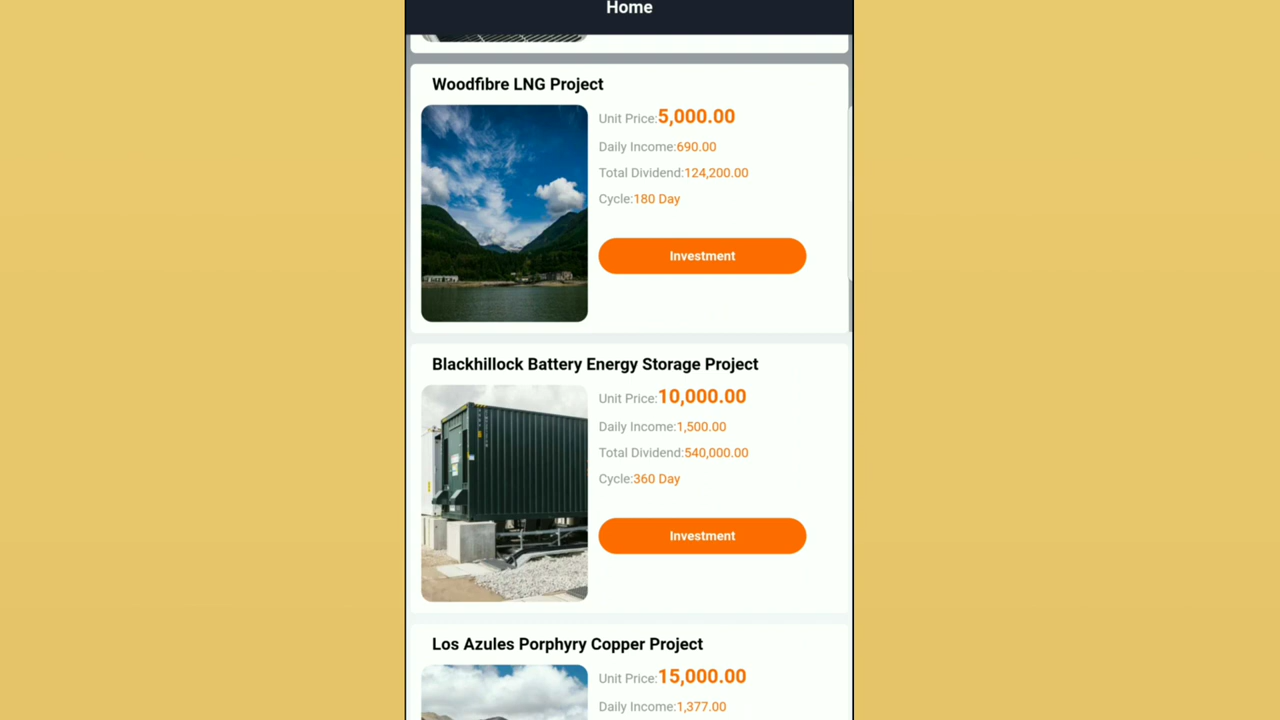 Home
Woodfibre LNG Project
Unit Price:5,000.00
Daily Income:690.00
Total Dividend:124,200.00
Cycle:180 Day
Investment
Blackhillock Battery Energy Storage Project
Unit Price:10,000.00
Daily Income:1,500.00
Total Dividend:540,000.00
Cycle:360 Day
Investment
Los Azules Porphyry Copper Project
Unit Price:15,000.00
Daily Income:1,377.00